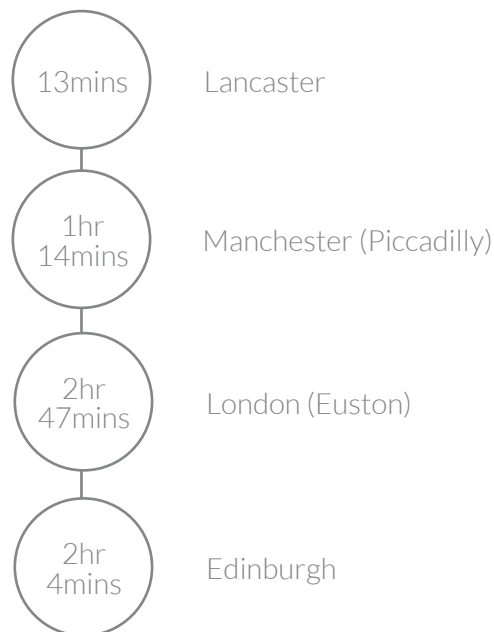 13mins
Lancaster
1hr
14mins
Manchester (Piccadilly)
2hr
47mins
London (Euston)
2hr
4mins
Edinburgh